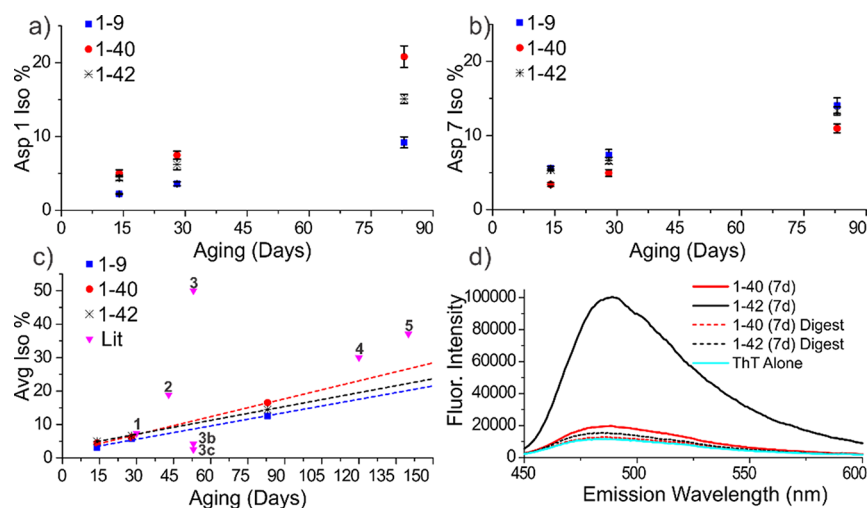 a)
1-9
1-40
1-42
Asp 1 Iso %
20
10
0
0 15 30 45 60 75 90
Aging (Days)
b)
1-9
1-40
1-42
Asp 7 Iso %
20
10
0
0 15 30 45 60 75 90
Aging (Days)
c)
1-9
1-40
1-42
Lit
Avg Iso %
50
40
30
20
10
0
1
2
3
3b
3c
4
5
0 15 30 45 60 75 90 105 120 135 150
Aging (Days)
d)
1-40 (7d)
1-42 (7d)
1-40 (7d) Digest
1-42 (7d) Digest
ThT Alone
Fluor. Intensity
100000
80000
60000
40000
20000
0
450 500 550 600
Emission Wavelength (nm)